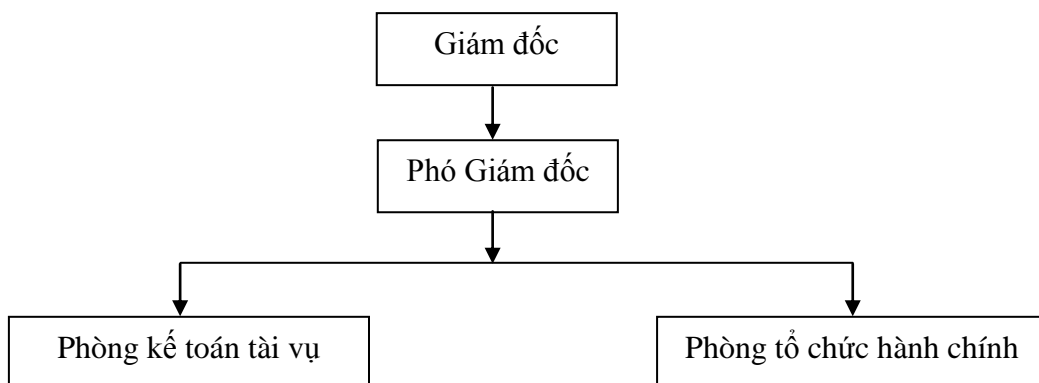 Giám đốc
Phó Giám đốc
Phòng kế toán tài vụ
Phòng tổ chức hành chính